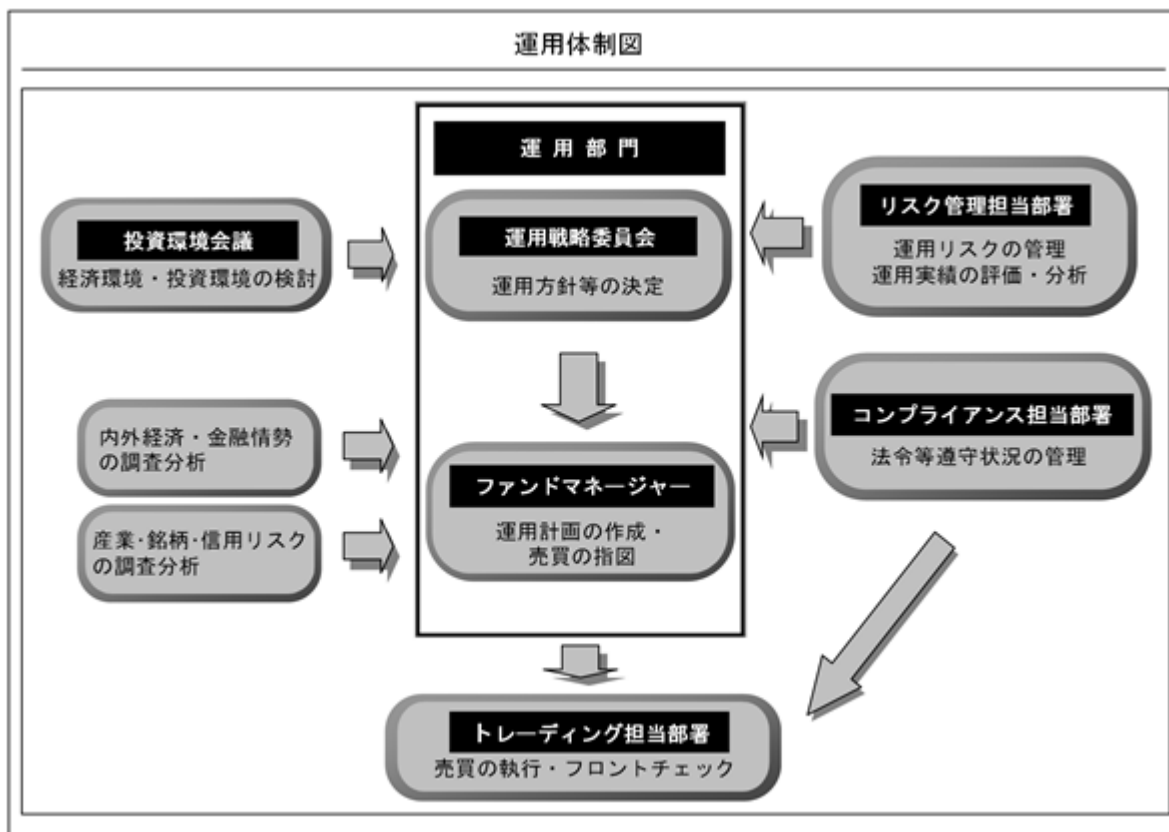 運用体制図
運用部門
投資環境会議
経済環境・投資環境の検討
運用戦略委員会
運用方針等の決定
リスク管理担当部署
運用リスクの管理
運用実績の評価・分析
内外経済・金融情勢
の調査分析
産業・銘柄・信用リスク
の調査分析
ファンドマネージャー
運用計画の作成・
売買の指図
コンプライアンス担当部署
法令等遵守状況の管理
トレーディング担当部署
売買の執行・フロントチェック